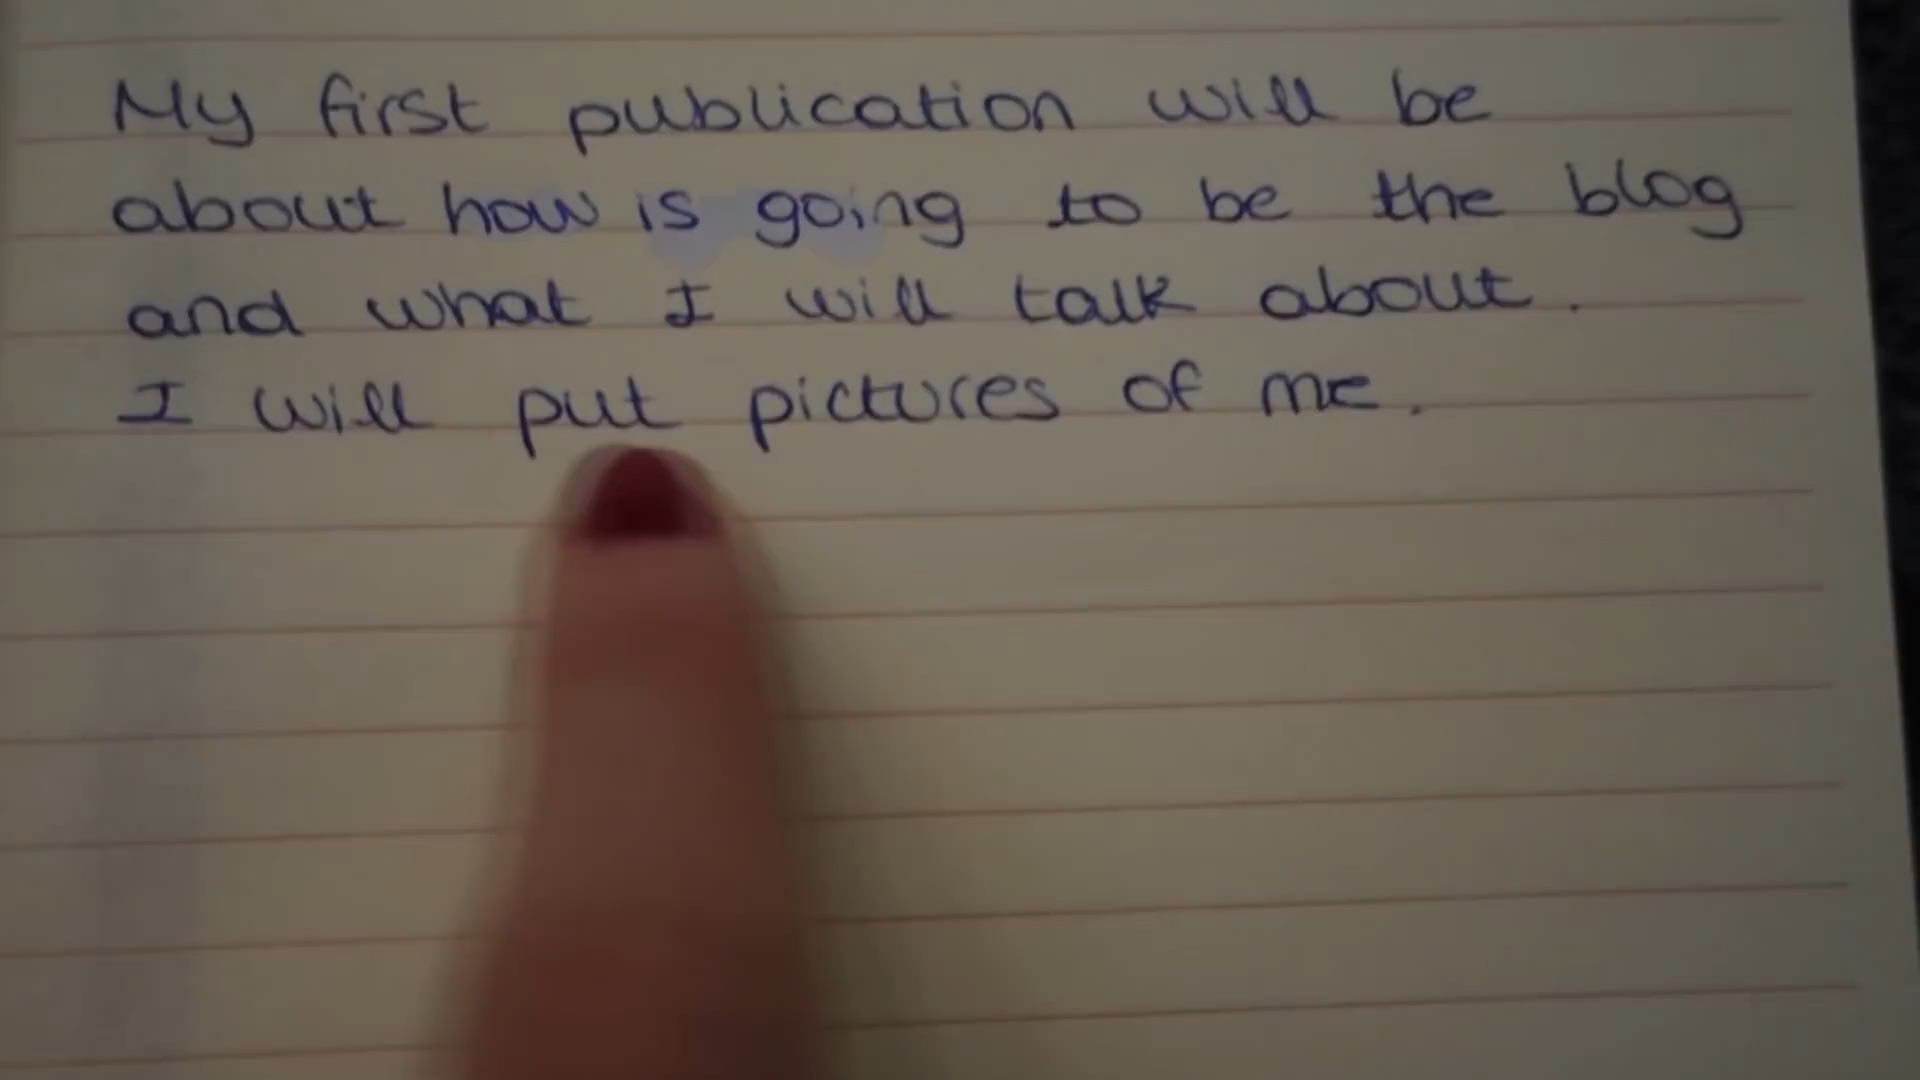 My first publication will be
about how is going to be the blog
and what I will talk about.
I will put pictures of me.